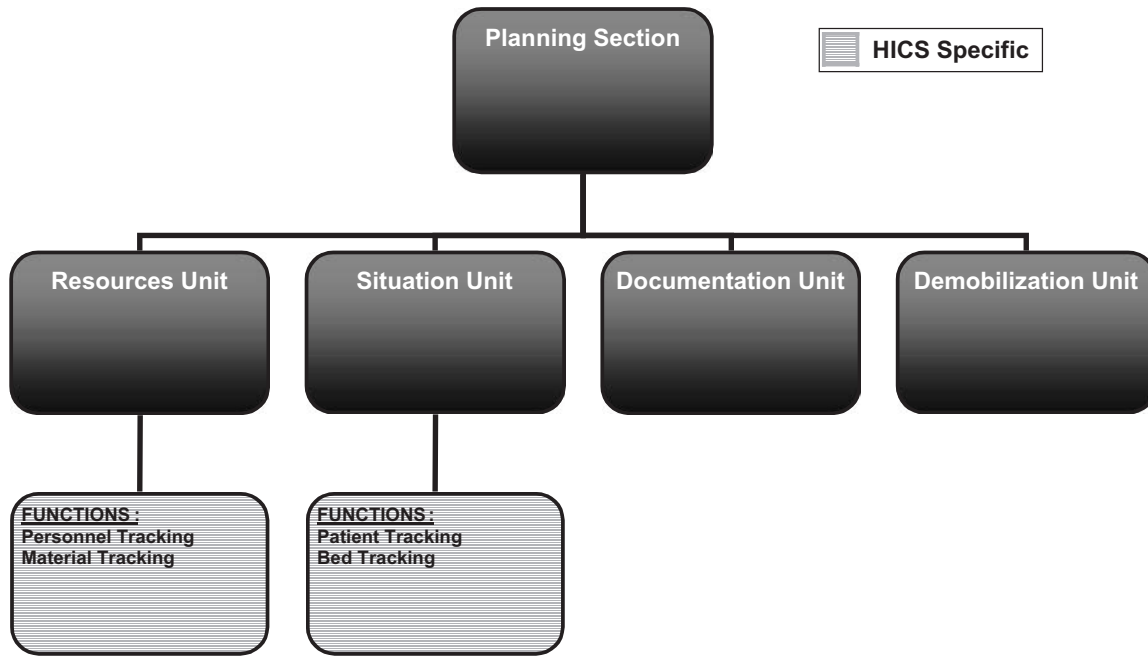 Planning Section
HICS Specific
Resources Unit
Situation Unit
Documentation Unit
Demobilization Unit
FUNCTIONS :
Personnel Tracking
Material Tracking
FUNCTIONS :
Patient Tracking
Bed Tracking